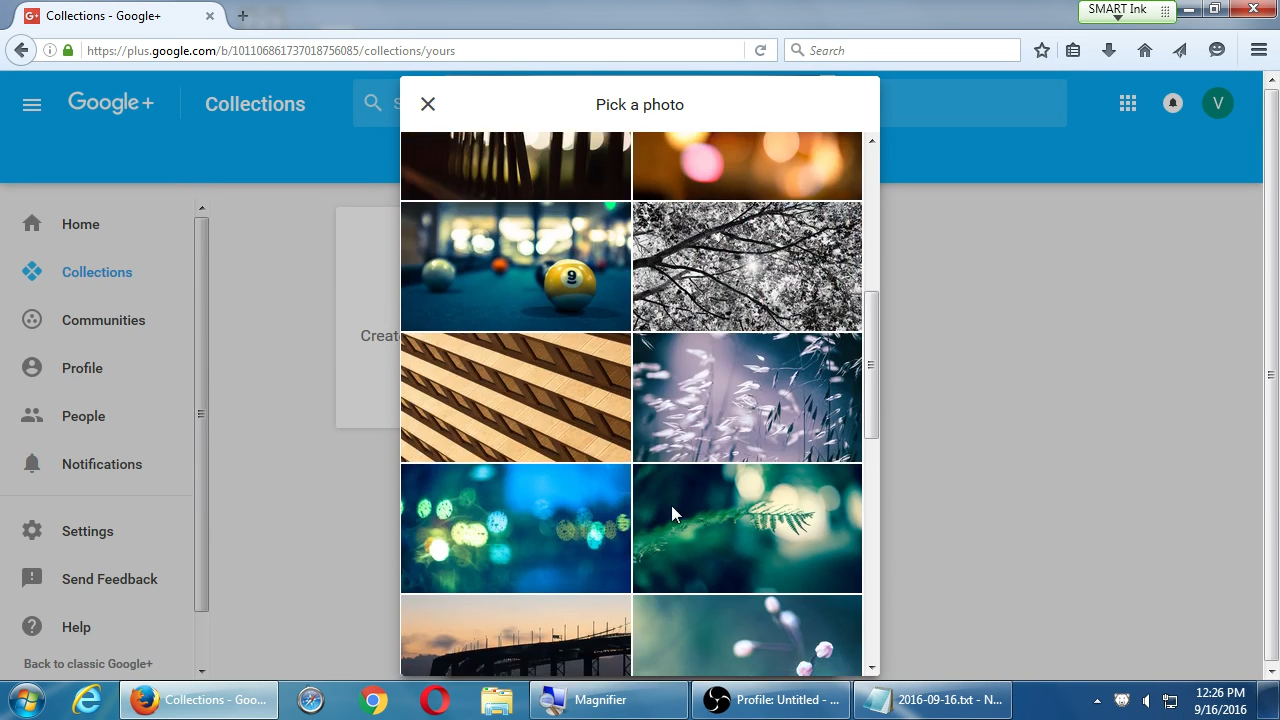 Collections - Google+
SMART Ink
https://plus.google.com/b/101106861737018756085/collections/yours
Search
Google+
Collections
S
V
Pick a photo
9
Home
Collections
Communities
Profile
People
Notifications
Settings
Send Feedback
Help
Back to classic Google+
Creat
Collections - Goo...
Magnifier
Profile: Untitled - ...
2016-09-16.txt - N...
12:26 PM
9/16/2016